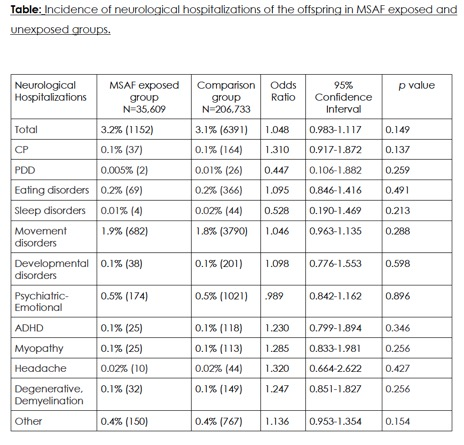 Table: Incidence of neurological hospitalizations of the offspring in MSAF exposed and
unexposed groups.
Neurological Hospitalizations MSAF exposed group N=35,609 Comparison group N=206,733 Odds Ratio 95% Confidence Interval p value
Total 3.2% (1152) 3.1% (6391) 1.048 0.983-1.117 0.149
CP 0.1% (37) 0.1% (164) 1.310 0.917-1.872 0.137
PDD 0.005% (2) 0.01% (26) 0.447 0.106-1.882 0.259
Eating disorders 0.2% (69) 0.2% (366) 1.095 0.846-1.416 0.491
Sleep disorders 0.01% (4) 0.02% (44) 0.528 0.190-1.469 0.213
Movement disorders 1.9% (682) 1.8% (3790) 1.046 0.963-1.135 0.288
Developmental disorders 0.1% (38) 0.1% (201) 1.098 0.776-1.553 0.598
Psychiatric-Emotional 0.5% (174) 0.5% (1021) .989 0.842-1.162 0.896
ADHD 0.1% (25) 0.1% (118) 1.230 0.799-1.894 0.346
Myopathy 0.1% (25) 0.1% (113) 1.285 0.833-1.981 0.256
Headache 0.02% (10) 0.02% (44) 1.320 0.664-2.622 0.427
Degenerative, Demyelination 0.1% (32) 0.1% (149) 1.247 0.851-1.827 0.256
Other 0.4% (150) 0.4% (767) 1.136 0.953-1.354 0.154